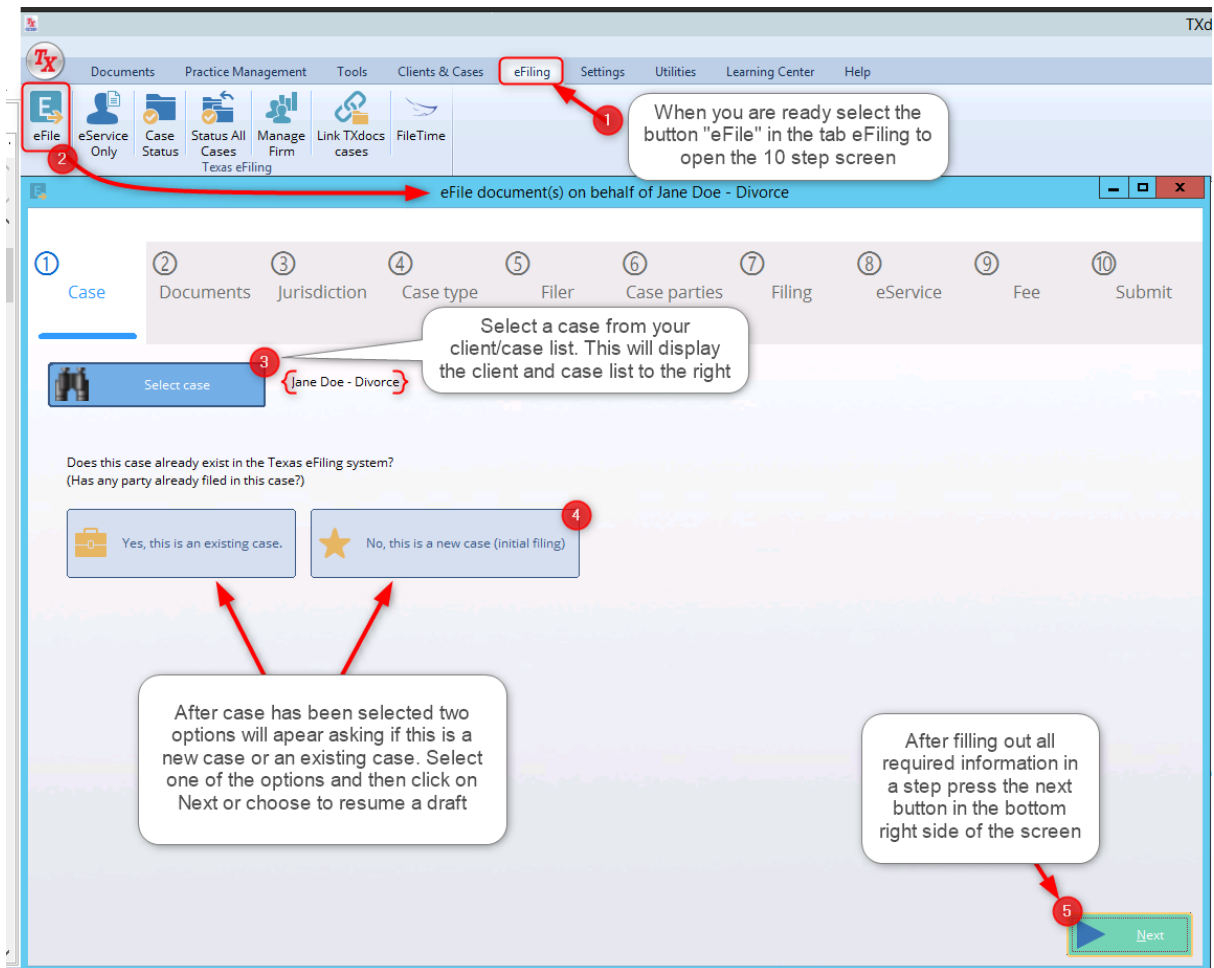 TXd
TX
Documents Practice Management Tools Clients & Cases eFiling Settings Utilities Learning Center Help
1
When you are ready select the
button "eFile" in the tab eFiling to
open the 10 step screen
eFile eService Only Case Status Status All Cases Manage Firm Link TXdocs cases FileTime
2
Texas eFiling
eFile document(s) on behalf of Jane Doe - Divorce
1 Case
2 Documents
3 Jurisdiction
4 Case type
5 Filer
6 Case parties
7 Filing
8 eService
9 Fee
10 Submit
Select a case from your
client/case list. This will display
the client and case list to the right
3
Select case
{Jane Doe - Divorce}
Does this case already exist in the Texas eFiling system?
(Has any party already filed in this case?)
4
Yes, this is an existing case.
No, this is a new case (initial filing)
After case has been selected two
options will apear asking if this is a
new case or an existing case. Select
one of the options and then click on
Next or choose to resume a draft
After filling out all
required information in
a step press the next
button in the bottom
right side of the screen
5
Next